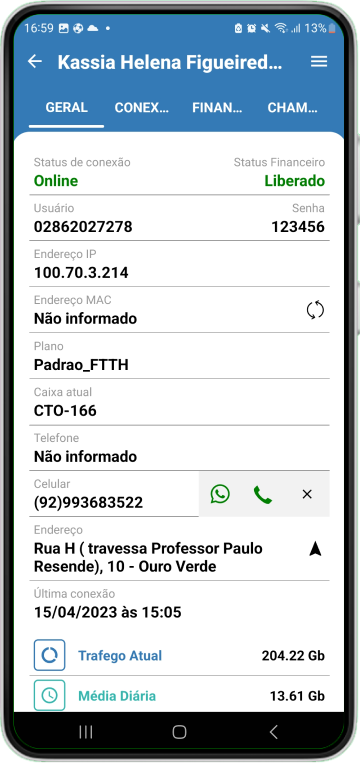 16:59 13%
Kassia Helena Figueired...
GERAL CONEX... FINAN... CHAM...
Status de conexão Status Financeiro
Online Liberado
Usuário Senha
02862027278 123456
Endereço IP
100.70.3.214
Endereço MAC
Não informado
Plano
Padrao_FTTH
Caixa atual
CTO-166
Telefone
Não informado
Celular
(92)993683522
Endereço
Rua H ( travessa Professor Paulo
Resende), 10 - Ouro Verde
Última conexão
15/04/2023 às 15:05
Trafego Atual 204.22 Gb
Média Diária 13.61 Gb